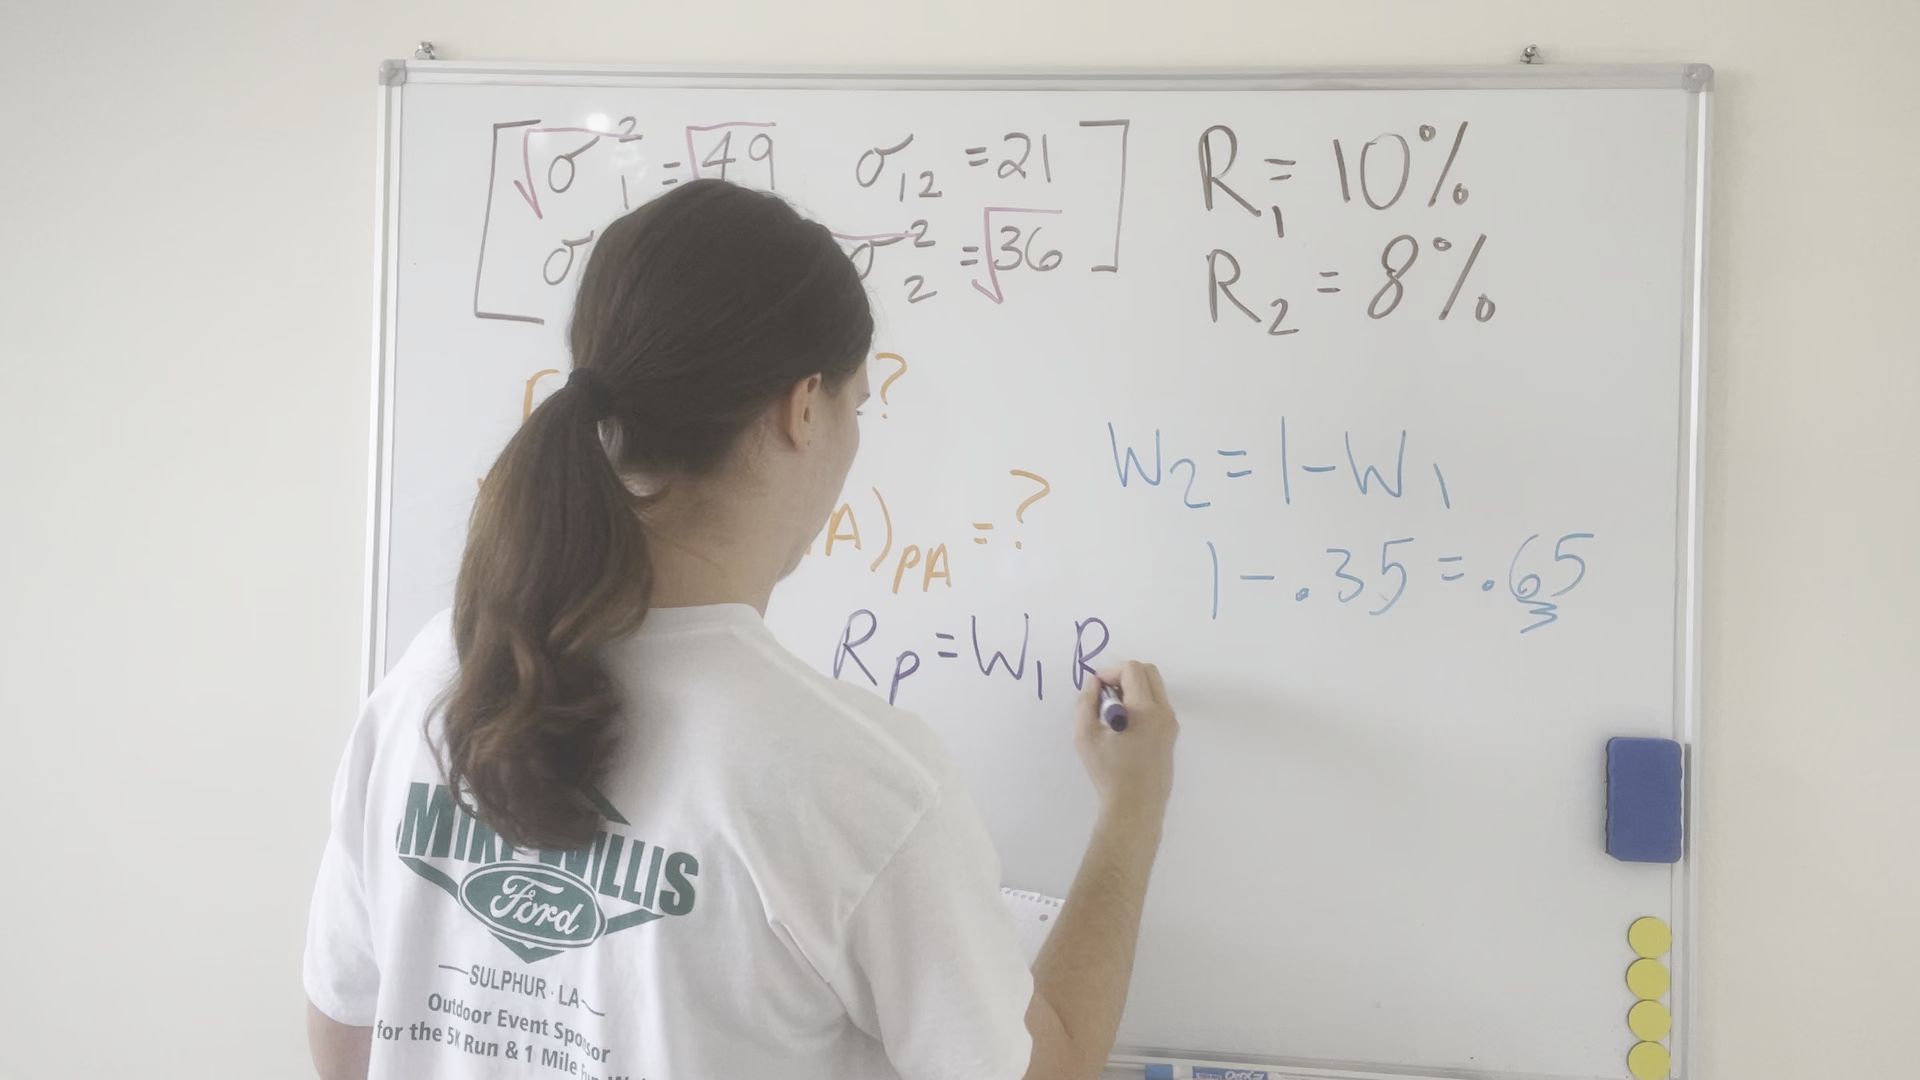 √σ₁² = √49 σ₁₂ = 21
σ σ₂² = √36
R₁ = 10%
R₂ = 8%
?
A)PA = ?
W₂ = 1 - W₁
1 - .35 = .65
Rp = W₁ R
MIKE WILLIS
Ford
SULPHUR · LA
Outdoor Event Sponsor
for the 5K Run & 1 Mile